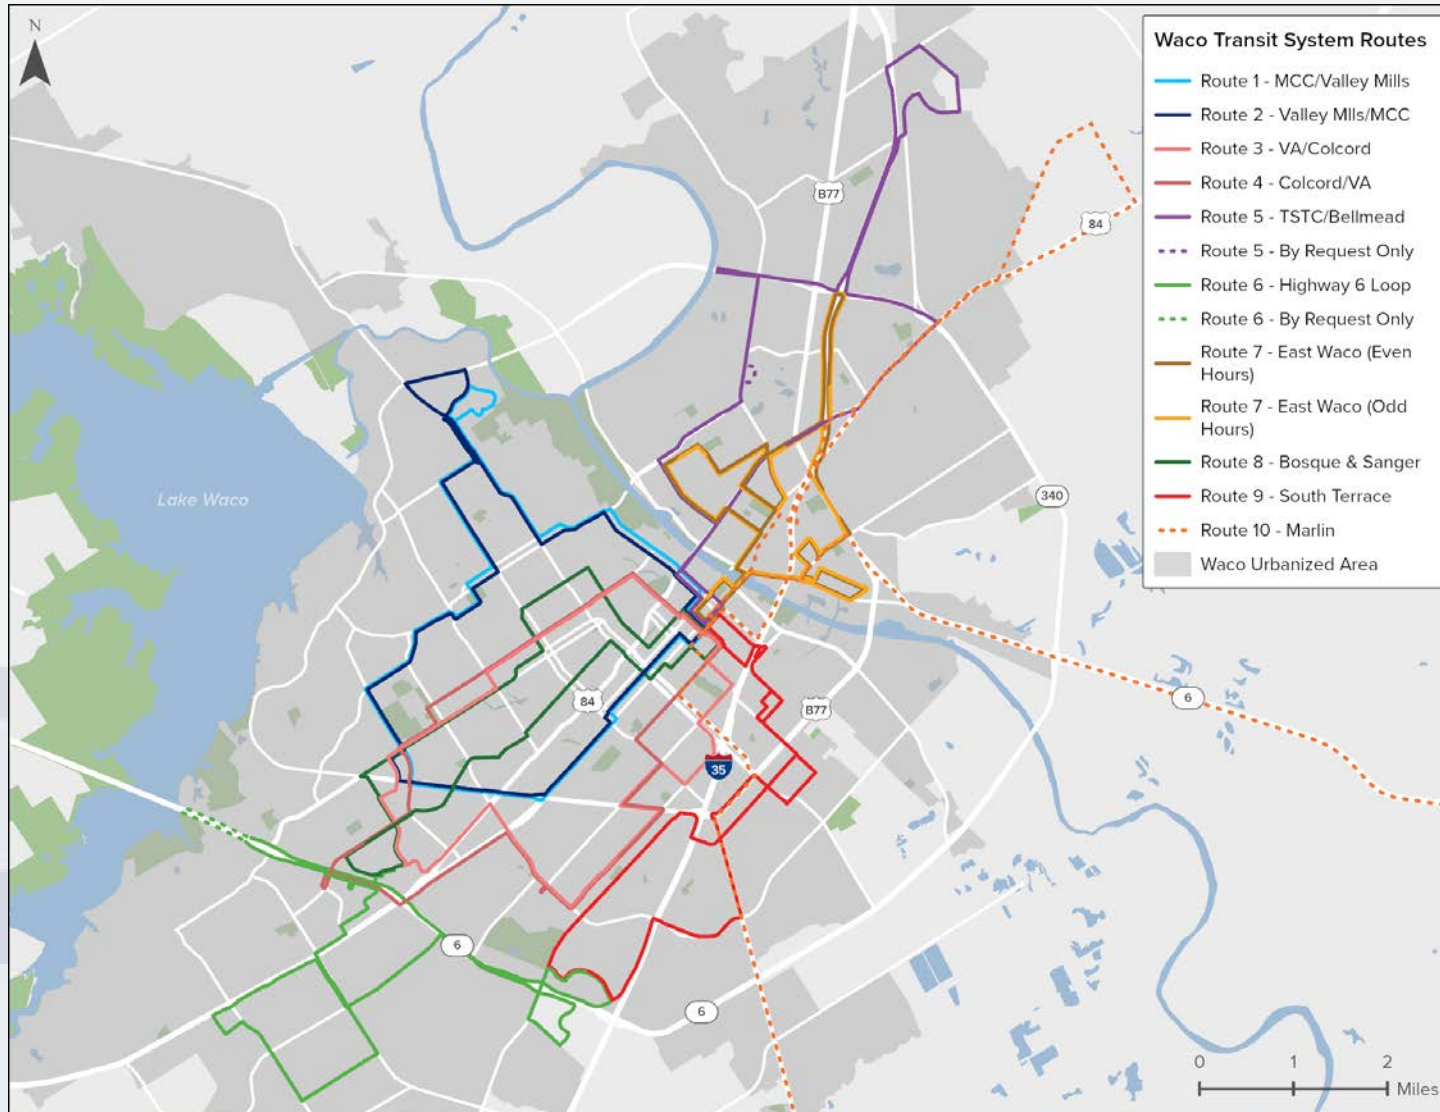 N
Waco Transit System Routes
Route 1 - MCC/Valley Mills
Route 2 - Valley Mlls/MCC
Route 3 - VA/Colcord
Route 4 - Colcord/VA
Route 5 - TSTC/Bellmead
Route 5 - By Request Only
Route 6 - Highway 6 Loop
Route 6 - By Request Only
Route 7 - East Waco (Even
Hours)
Route 7 - East Waco (Odd
Hours)
Route 8 - Bosque & Sanger
Route 9 - South Terrace
Route 10 - Marlin
Waco Urbanized Area
B77
84
340
Lake Waco
6
84
B77
35
6
6
0 1 2
Miles